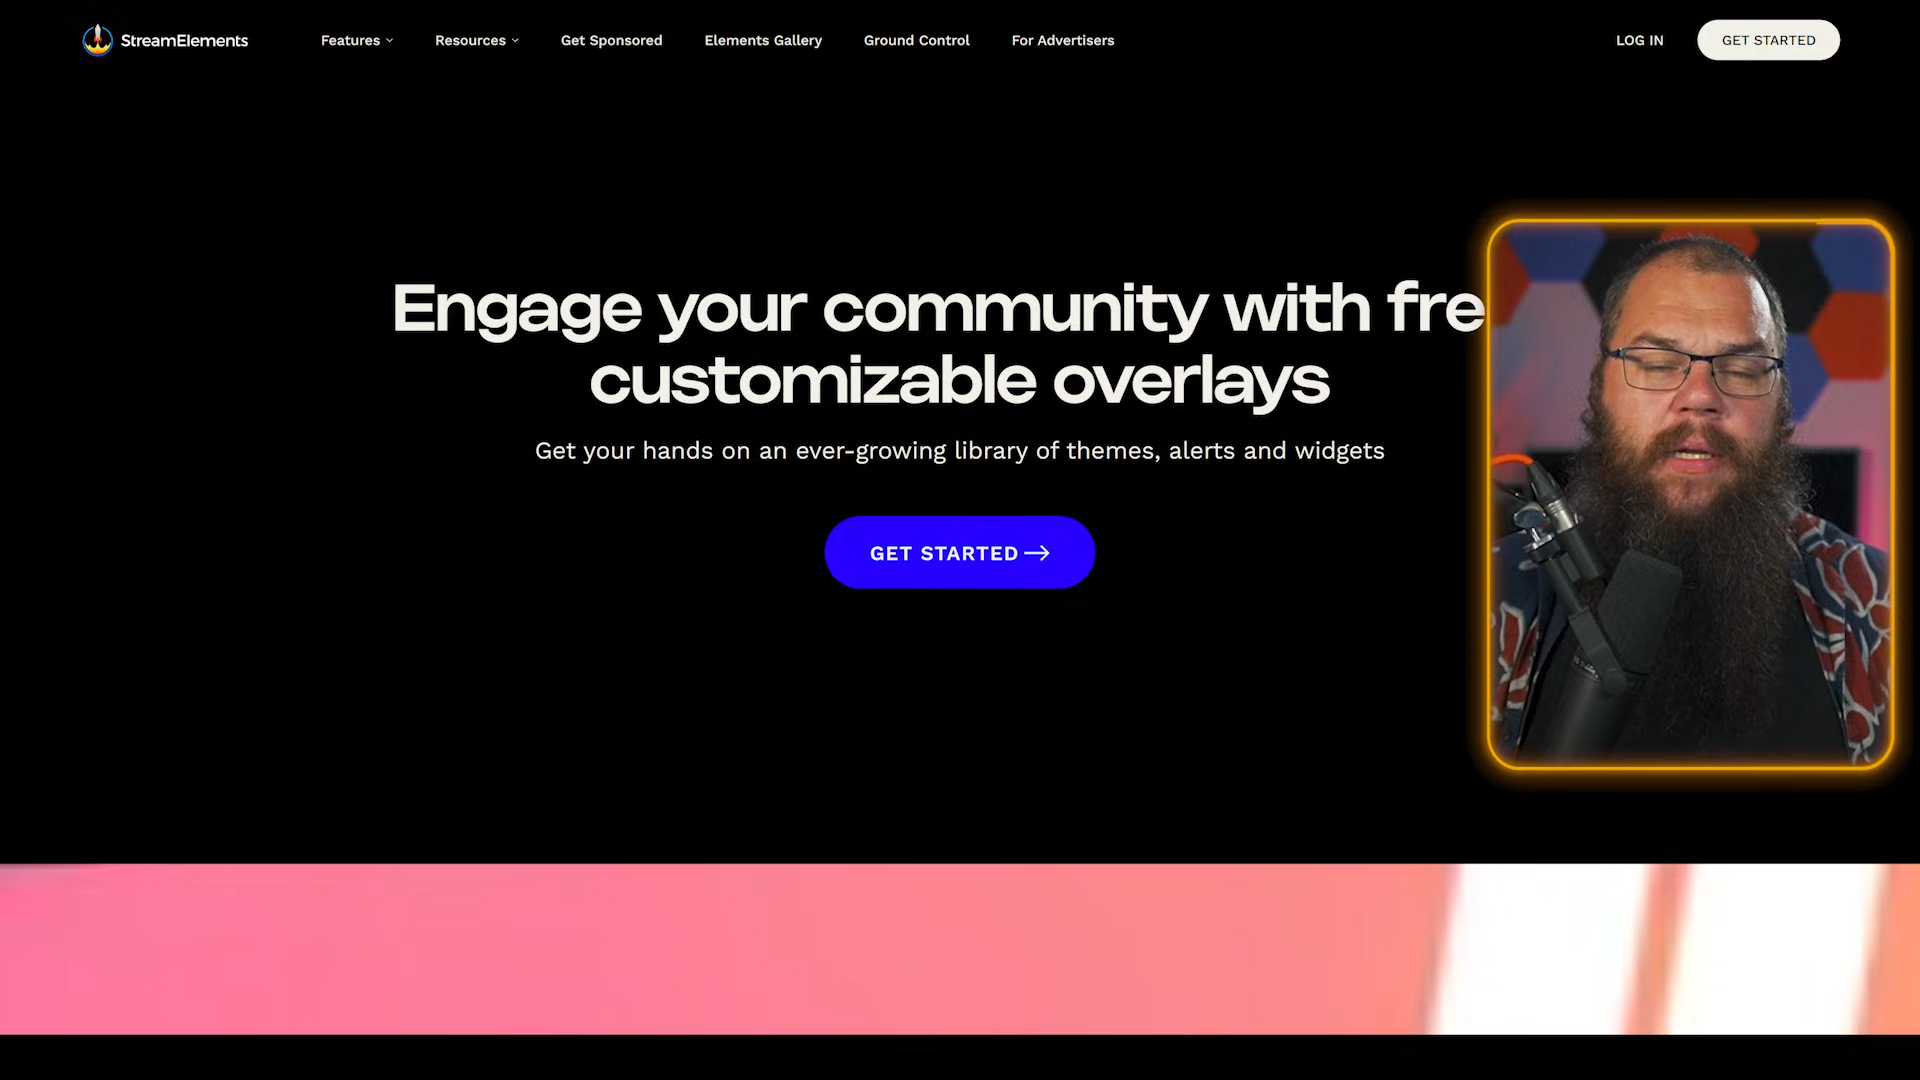 StreamElements
Features
Resources
Get Sponsored
Elements Gallery
Ground Control
For Advertisers
LOG IN
GET STARTED
Engage your community with fre
customizable overlays
Get your hands on an ever-growing library of themes, alerts and widgets
GET STARTED